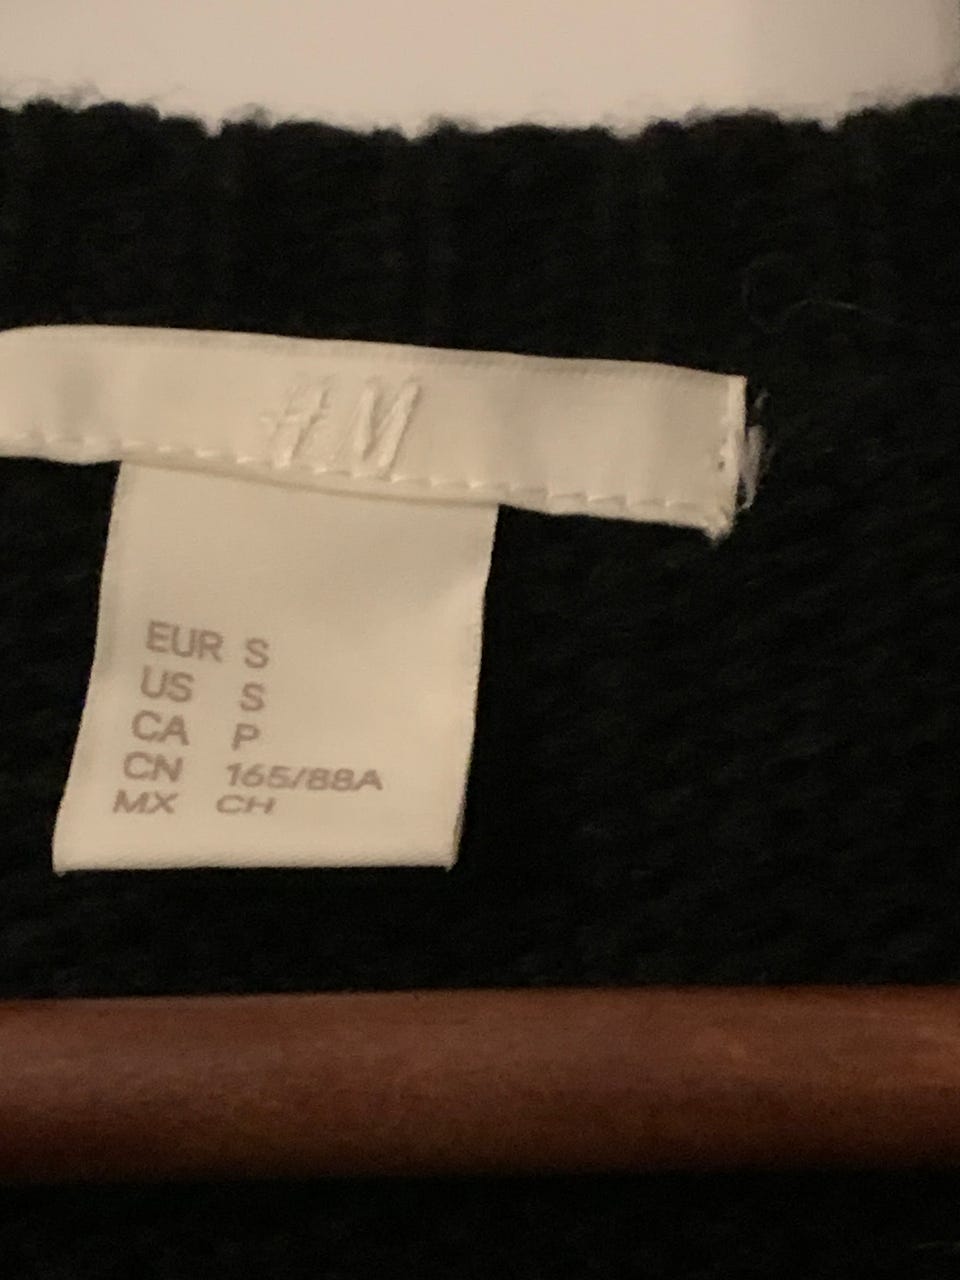 H M
EUR S
US S
CA P
CN 165/88A
MX CH